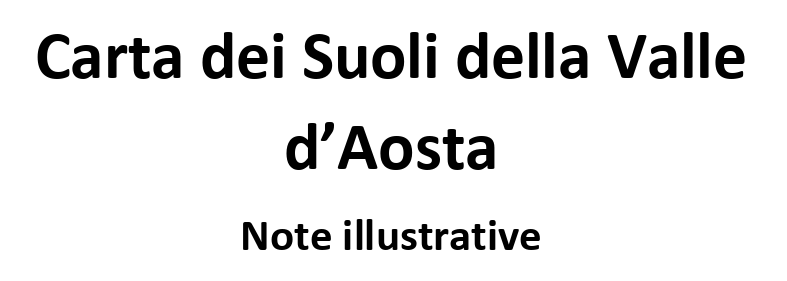 Carta dei Suoli della Valle
d’Aosta
Note illustrative